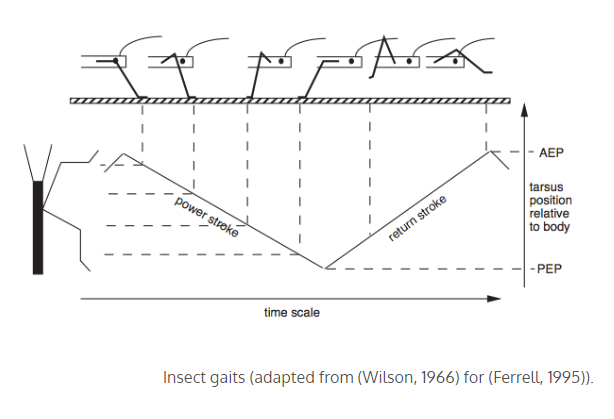 AEP
tarsus
position
relative
to body
power stroke
return stroke
PEP
time scale
Insect gaits (adapted from (Wilson, 1966) for (Ferrell, 1995)).